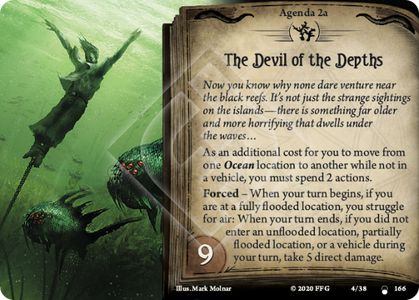 Agenda 2a
The Devil of the Depths
Now you know why none dare venture near
the black reefs. It's not just the strange sightings
on the islands—there is something far older
and more horrifying that dwells under
the waves…
As an additional cost for you to move from
one Ocean location to another while not in
a vehicle, you must spend 2 actions.
Forced – When your turn begins, if you
are at a fully flooded location, you struggle
for air: When your turn ends, if you did not
enter an unflooded location, partially
flooded location, or a vehicle during
your turn, take 5 direct damage.
9
Illus. Mark Molnar
© 2020 FFG
4/38
166